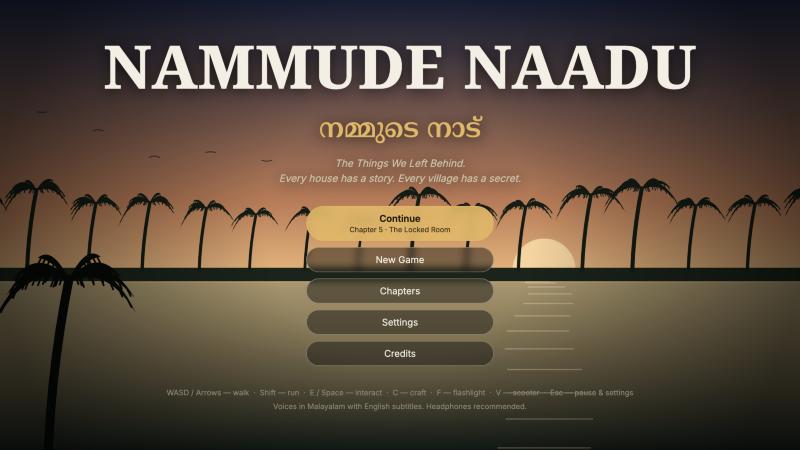 NAMMUDE NAADU
നമ്മുടെ നാട്
The Things We Left Behind.
Every house has a story. Every village has a secret.
Continue
Chapter 5 · The Locked Room
New Game
Chapters
Settings
Credits
WASD / Arrows — walk · Shift — run · E / Space — interact · C — craft · F — flashlight · V — scooter · Esc — pause & settings
Voices in Malayalam with English subtitles. Headphones recommended.